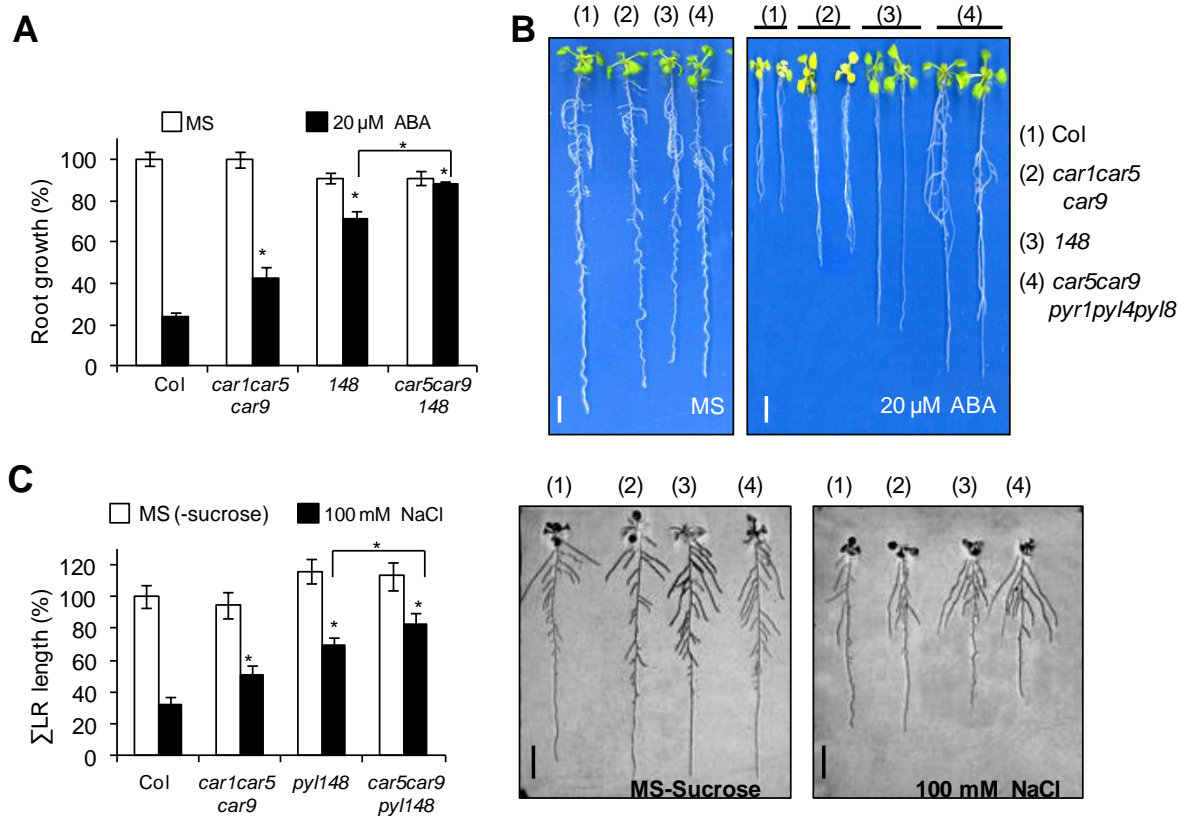 A
MS
20 µM ABA
Root growth (%)
100
80
60
40
20
0
*
*
*
*
Col
car1car5
car9
148
car5car9
148
B
(1) (2) (3) (4)
MS
(1) (2) (3) (4)
20 µM ABA
(1) Col
(2) car1car5
car9
(3) 148
(4) car5car9
pyr1pyl4pyl8
C
MS (-sucrose)
100 mM NaCl
∑LR length (%)
120
100
80
60
40
20
0
*
*
*
*
Col
car1car5
car9
pyl148
car5car9
pyl148
(1) (2) (3) (4)
MS-Sucrose
(1) (2) (3) (4)
100 mM NaCl